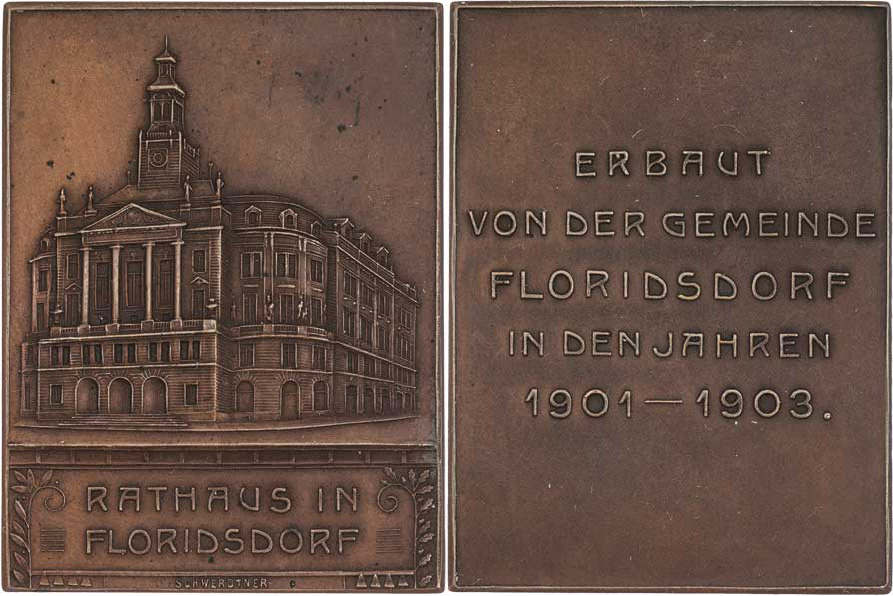 RATHAUS IN
FLORIDSDORF
SCHWERDTNER
ERBAUT
VON DER GEMEINDE
FLORIDSDORF
IN DEN JAHREN
1901—1903.